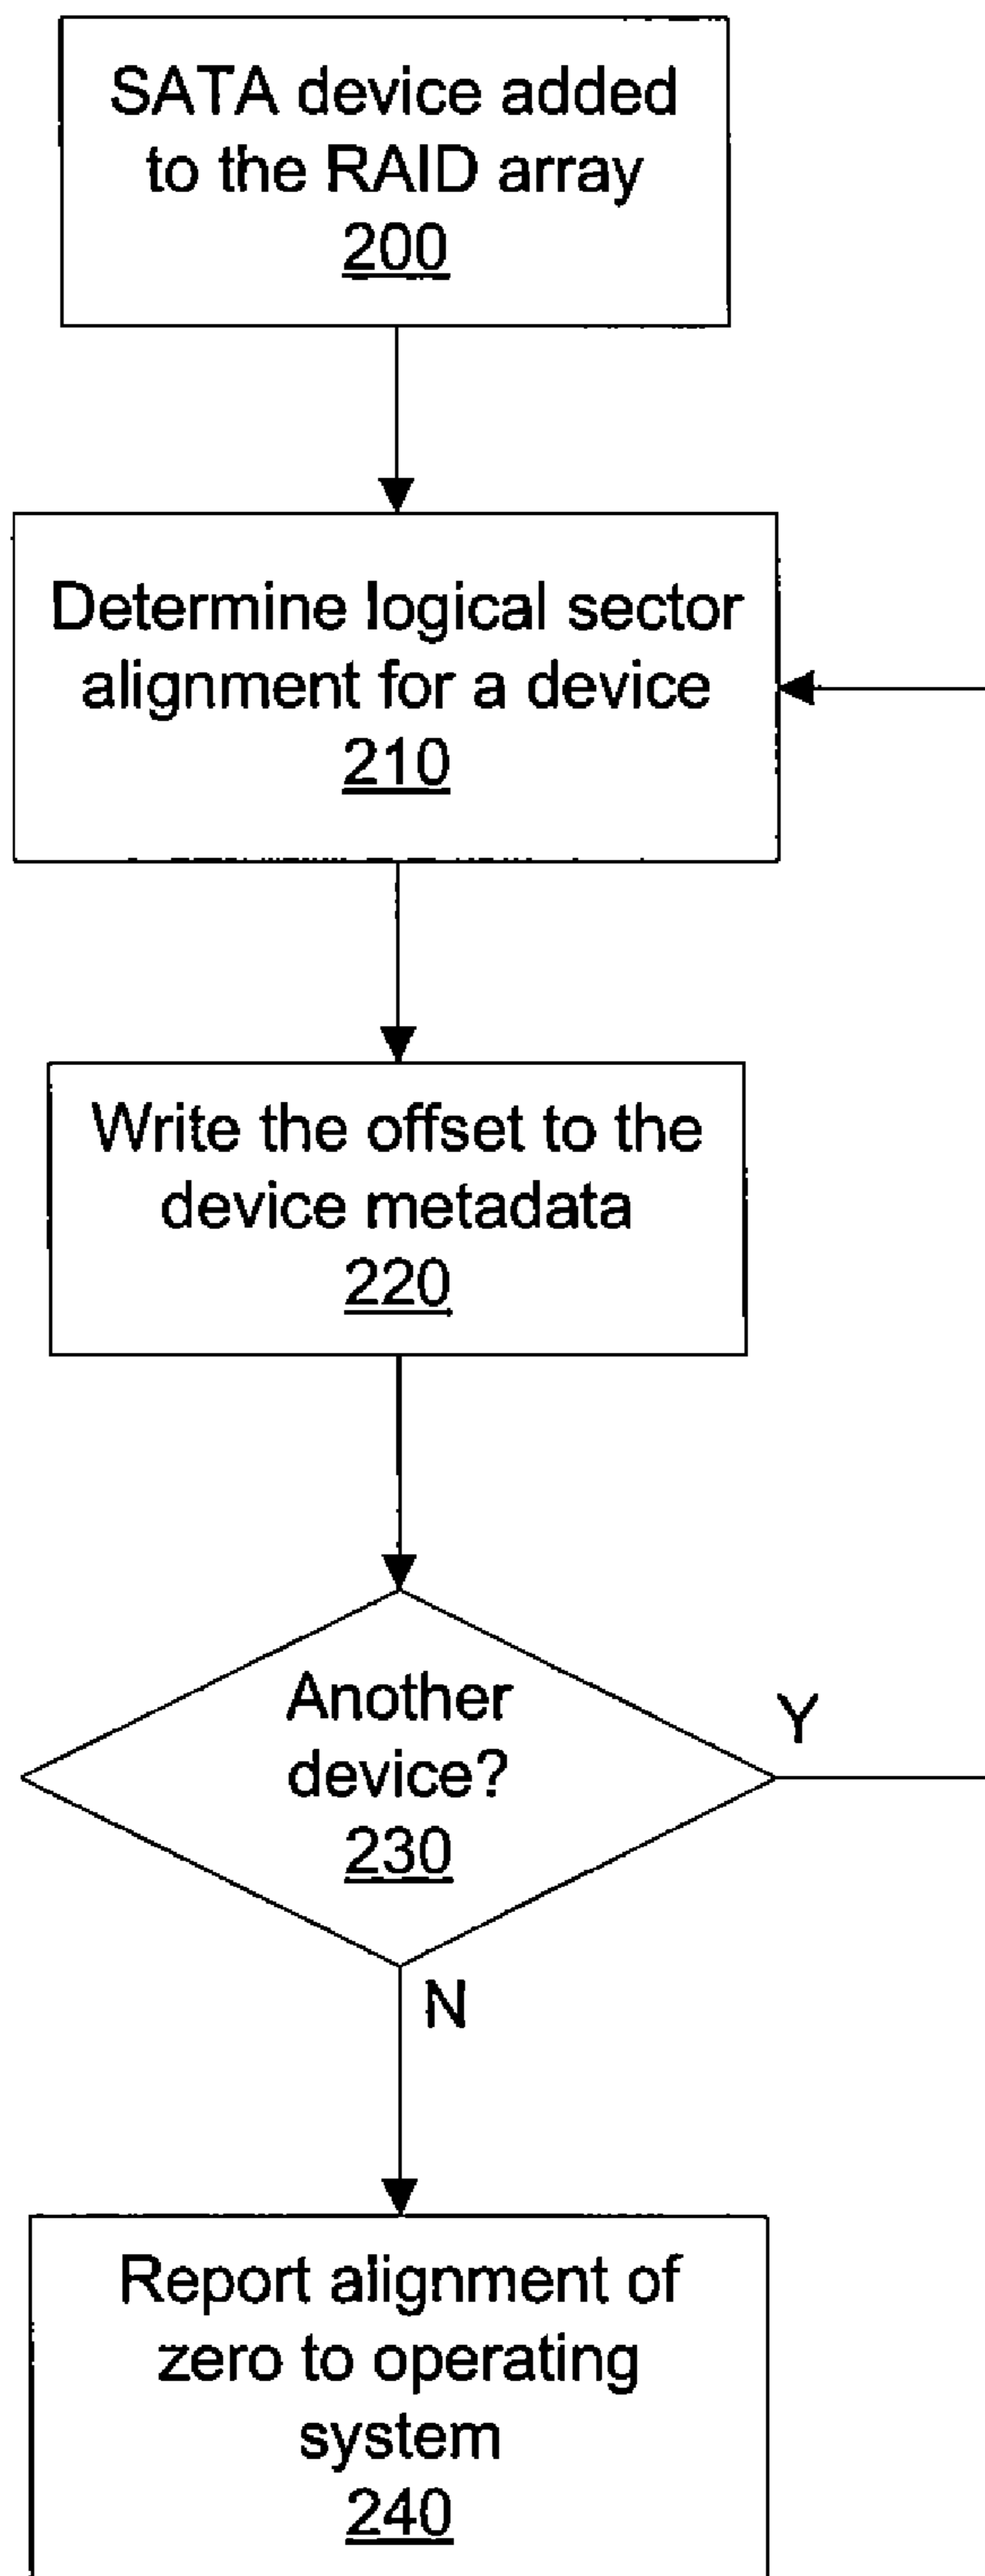 SATA device added
to the RAID array
200
Determine logical sector
alignment for a device
210
Write the offset to the
device metadata
220
Another
device?
230
Y
N
Report alignment of
zero to operating
system
240